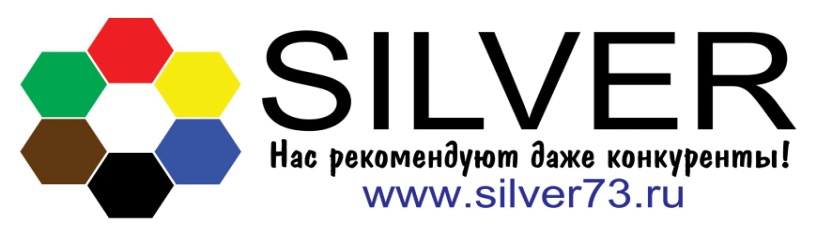 SILVER
Нас рекомендуют даже конкуренты!
www.silver73.ru